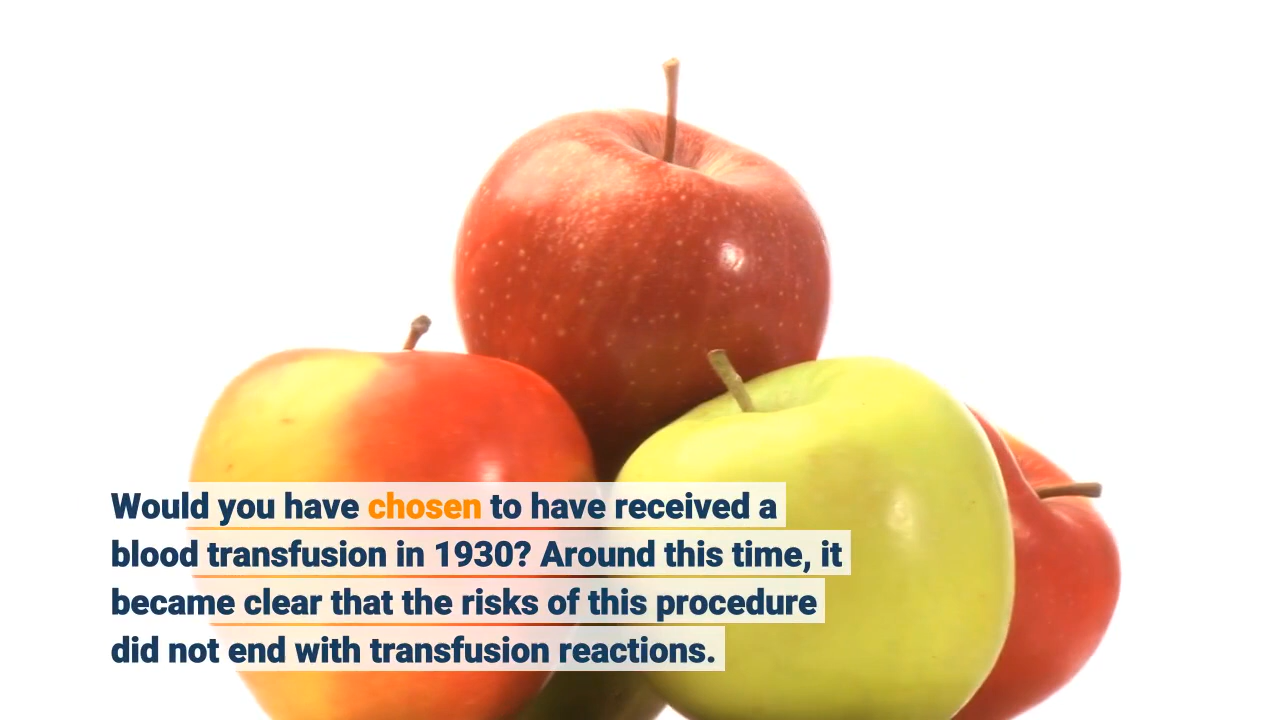 Would you have chosen to have received a
blood transfusion in 1930? Around this time, it
became clear that the risks of this procedure
did not end with transfusion reactions.